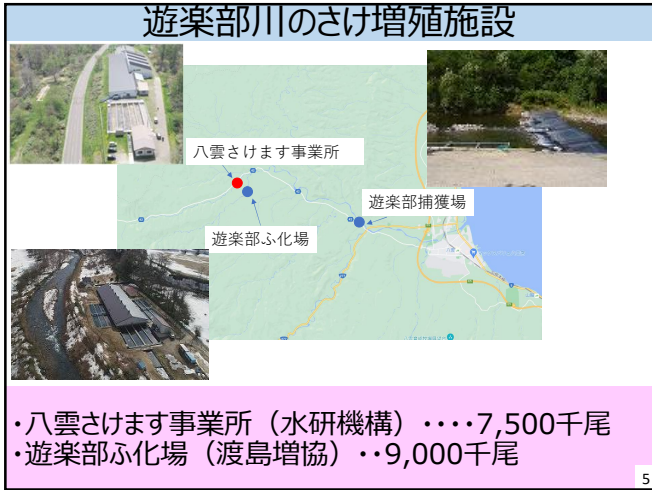 遊楽部川のさけ増殖施設
八雲さけます事業所
遊楽部捕獲場
遊楽部ふ化場
・八雲さけます事業所（水研機構）････7,500千尾
・遊楽部ふ化場（渡島増協）･･9,000千尾
5